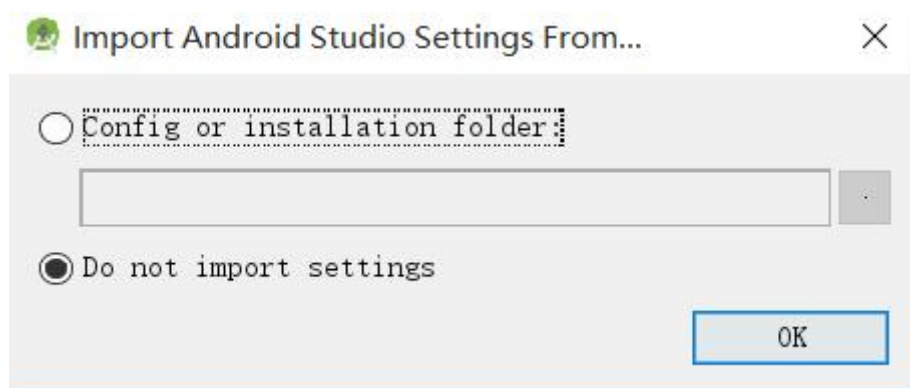 Import Android Studio Settings From...
Config or installation folder:
Do not import settings
OK